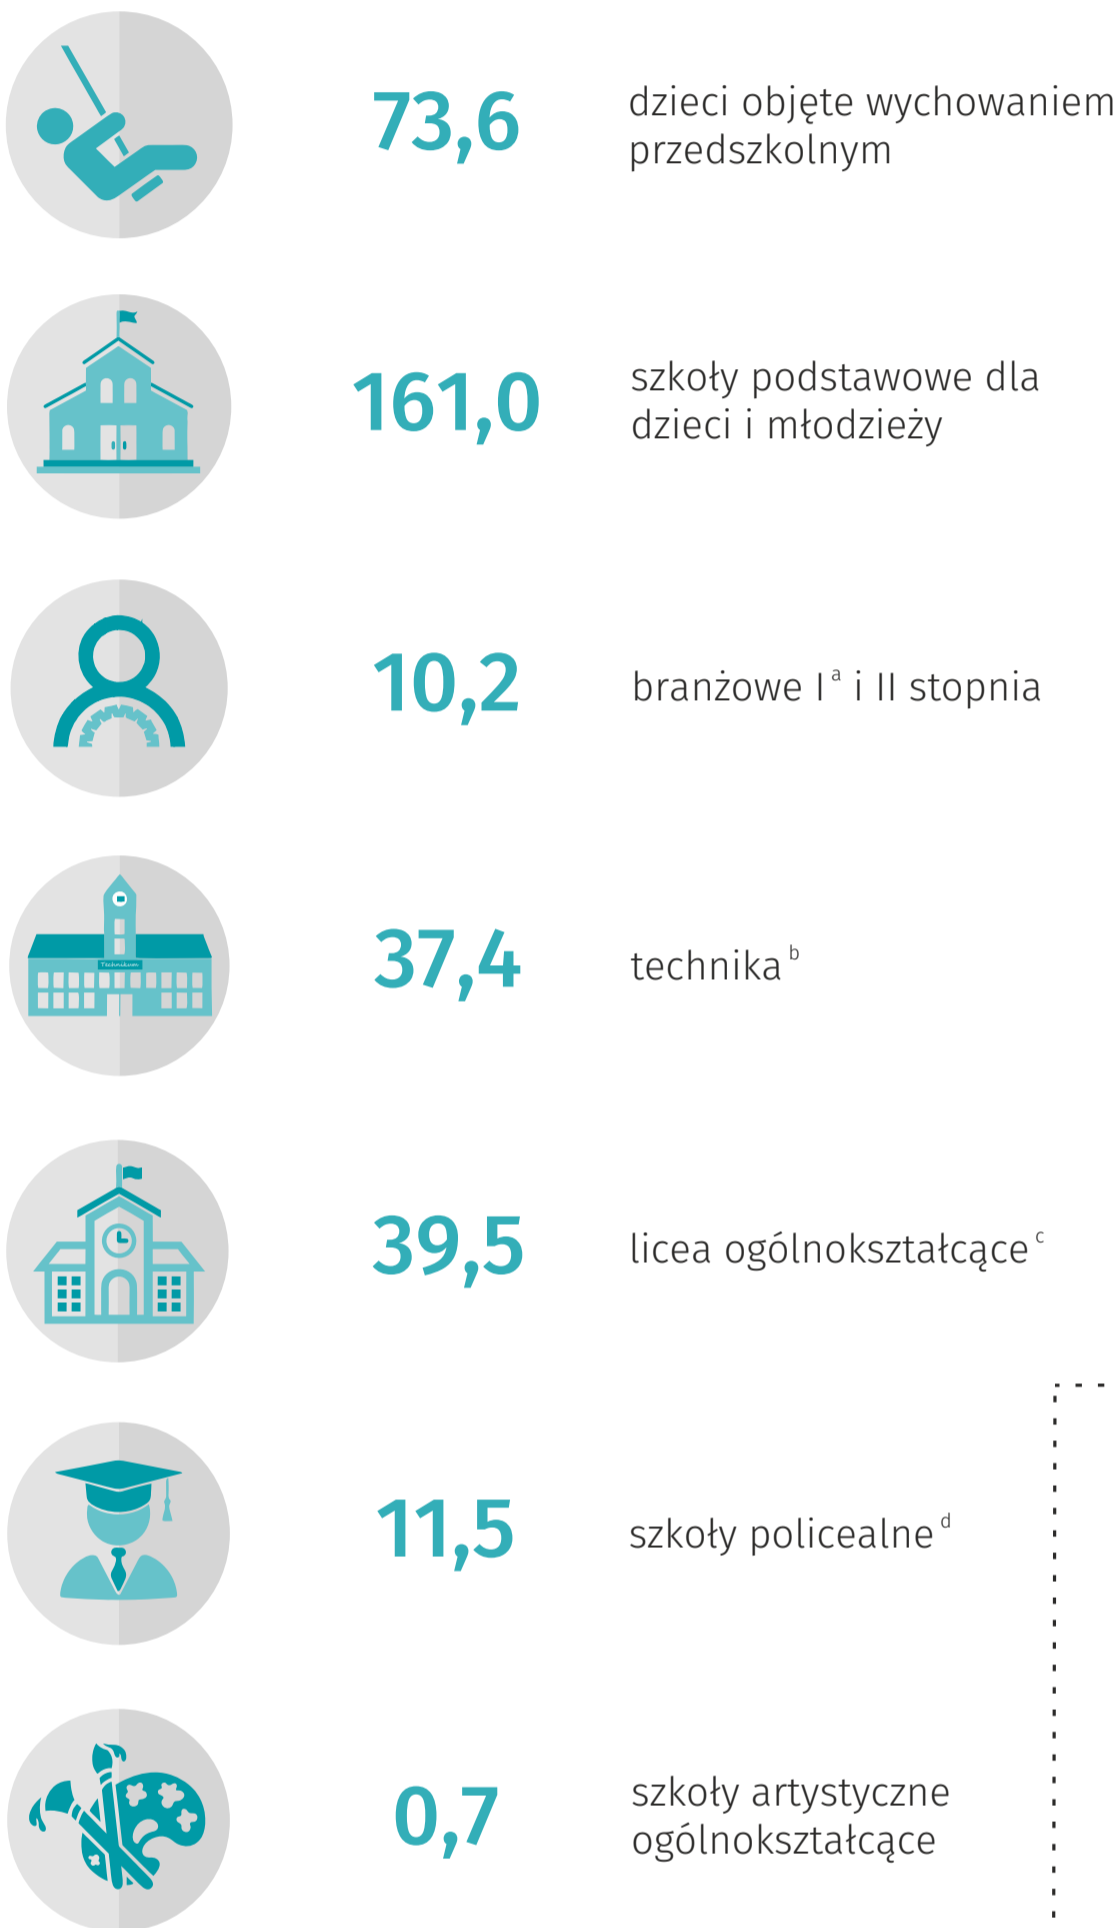 73,6
dzieci objęte wychowaniem
przedszkolnym
161,0
szkoły podstawowe dla
dzieci i młodzieży
10,2
branżowe I a i II stopnia
Technikum
37,4
technika b
39,5
licea ogólnokształcące c
11,5
szkoły policealne d
0,7
szkoły artystyczne
ogólnokształcące